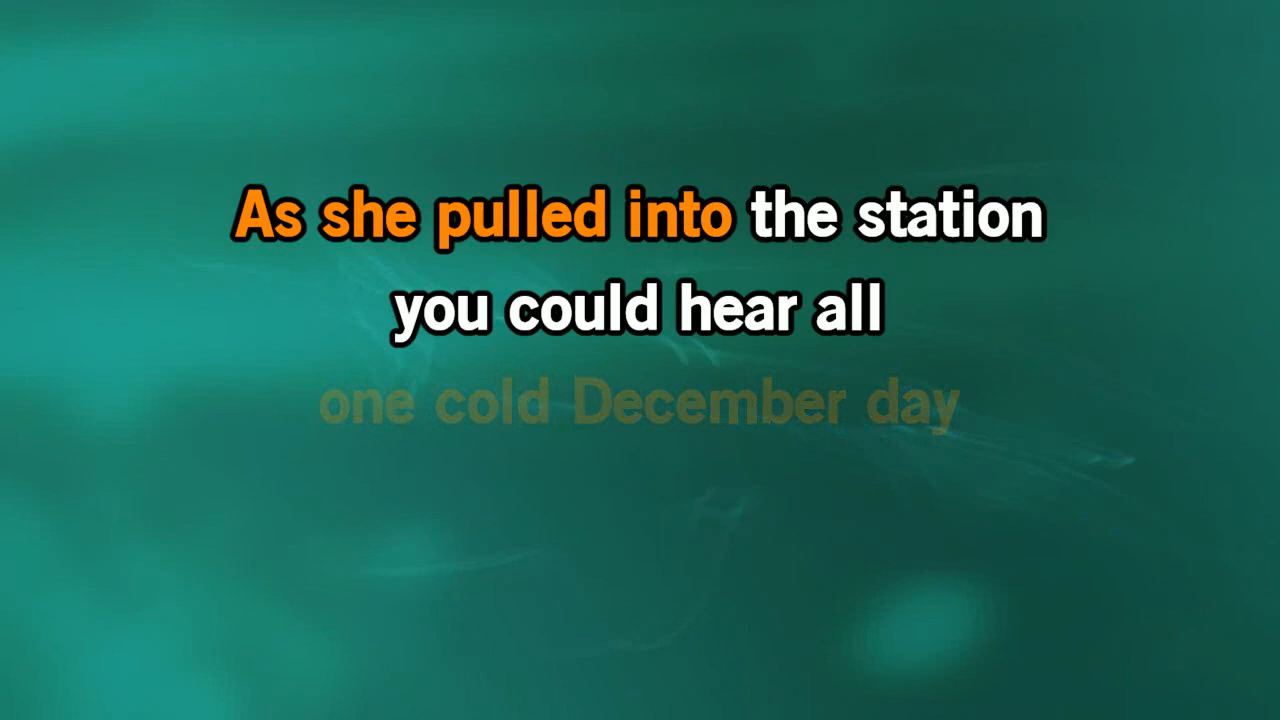 As she pulled into the station
you could hear all
one cold December day